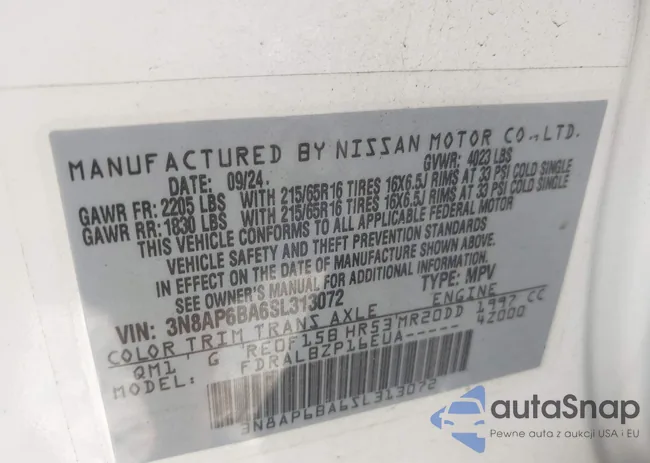 MANUFACTURED BY NISSAN MOTOR CO.,LTD.
DATE: 09/24. GVWR: 4023 LBS
GAWR FR: 2205 LBS WITH 215/65R16 TIRES 16X6.5J RIMS AT 33 PSI COLD SINGLE
GAWR RR: 1830 LBS WITH 215/65R16 TIRES 16X6.5J RIMS AT 33 PSI COLD SINGLE
THIS VEHICLE CONFORMS TO ALL APPLICABLE FEDERAL MOTOR
VEHICLE SAFETY AND THEFT PREVENTION STANDARDS
IN EFFECT ON THE DATE OF MANUFACTURE SHOWN ABOVE.
SEE OWNER'S MANUAL FOR ADDITIONAL INFORMATION.
VIN: 3N8AP6BA6SL313072 TYPE: MPV
COLOR TRIM TRANS AXLE ENGINE
QM1 G RE0F15B HR53 MR20DD 1997 CC
MODEL: FDRALBZP16EUA----- 42000
3N8AP6BA6SL313072
autaSnap
Pewne auta z aukcji USA i EU